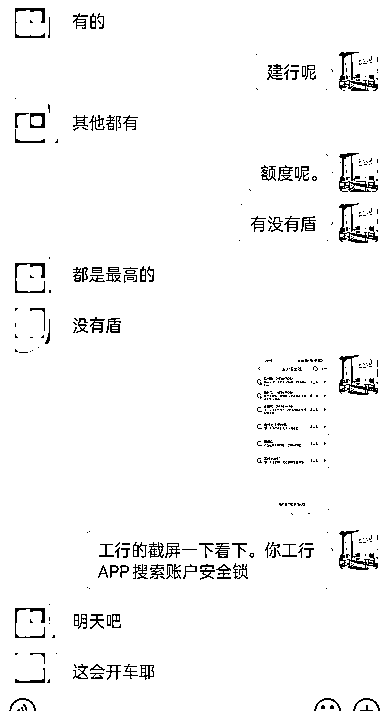 有的
建行呢
其他都有
额度呢。
有没有盾
都是最高的
没有盾
工行的截屏一下看下。你工行
APP搜索账户安全锁
明天吧
这会开车耶